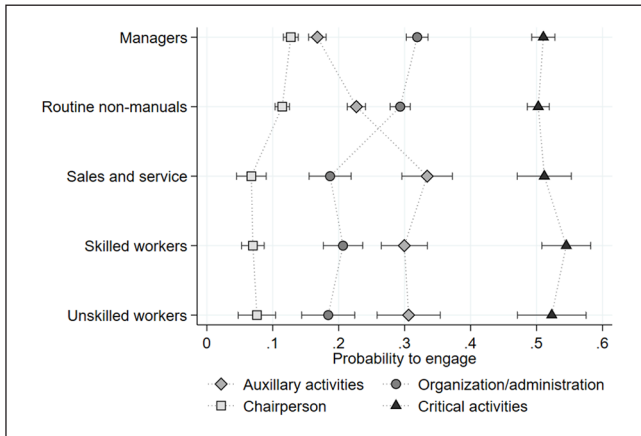 Managers
Routine non-manuals
Sales and service
Skilled workers
Unskilled workers
0 .1 .2 .3 .4 .5 .6
Probability to engage
Auxillary activities Organization/administration
Chairperson Critical activities